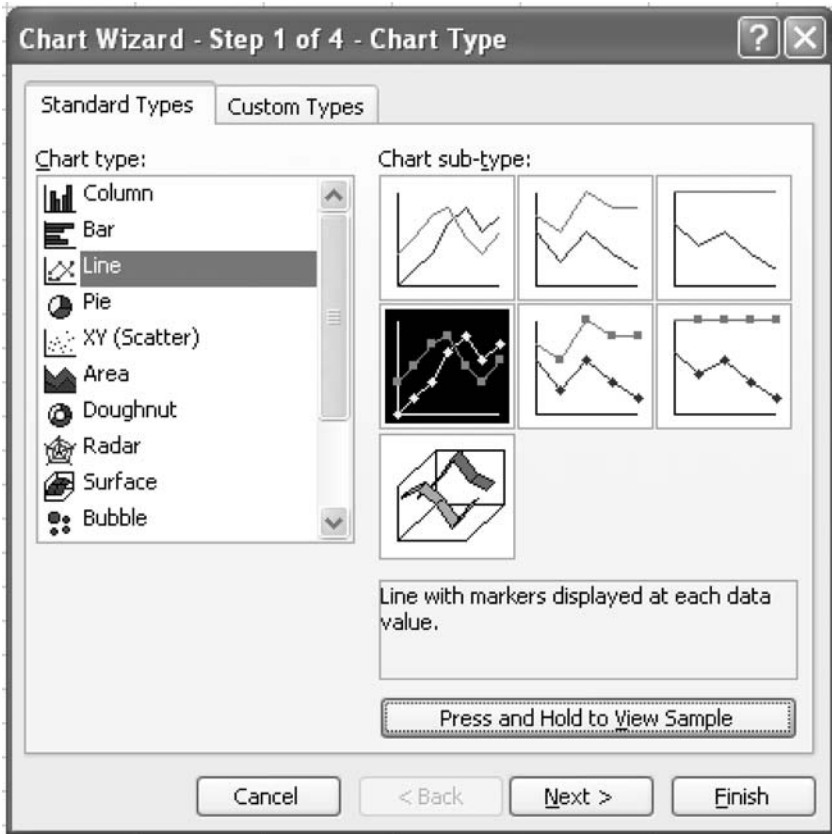 Chart Wizard - Step 1 of 4 - Chart Type
?
Standard Types
Custom Types
Chart type:
Column
Bar
Line
Pie
XY (Scatter)
Area
Doughnut
Radar
Surface
Bubble
Chart sub-type:
Line with markers displayed at each data
value.
Press and Hold to View Sample
Cancel
< Back
Next >
Finish